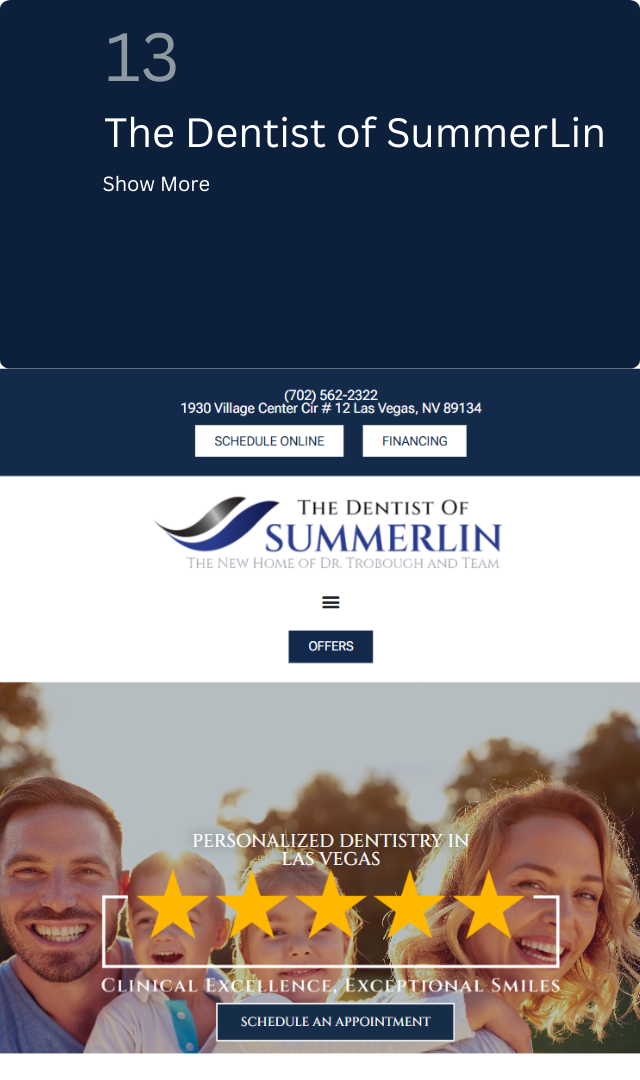 13
The Dentist of SummerLin
Show More
(702) 562-2322
1930 Village Center Cir # 12 Las Vegas, NV 89134
SCHEDULE ONLINE FINANCING
THE DENTIST OF
SUMMERLIN
THE NEW HOME OF DR. TROBOUGH AND TEAM
OFFERS
PERSONALIZED DENTISTRY IN
LAS VEGAS
CLINICAL EXCELLENCE, EXCEPTIONAL SMILES
SCHEDULE AN APPOINTMENT